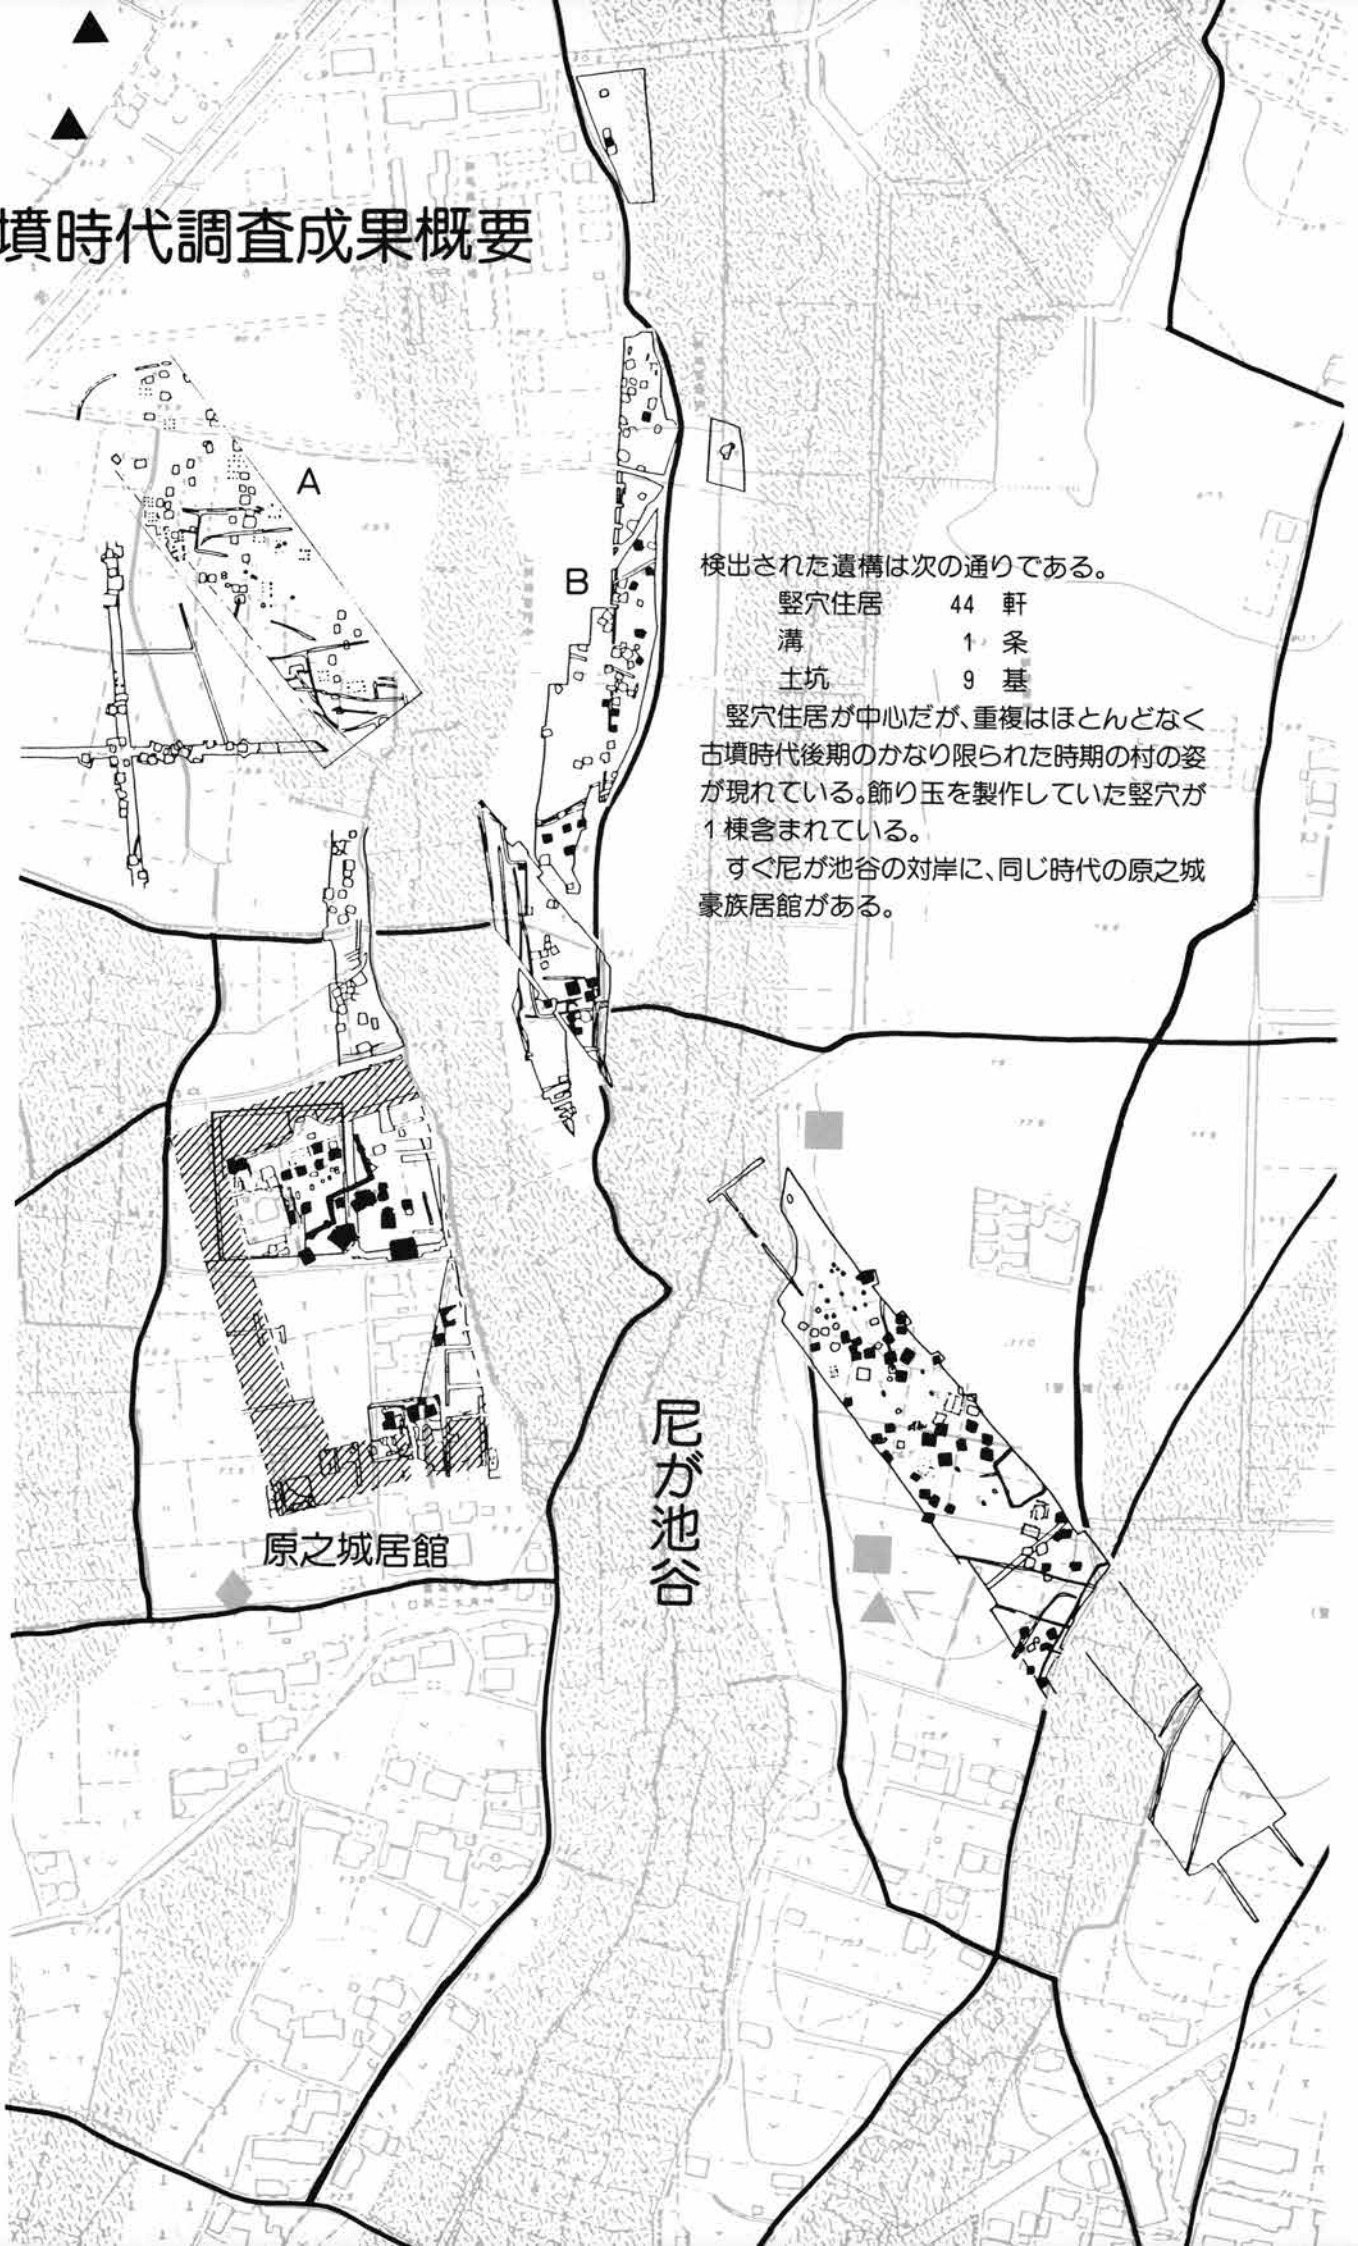 墳時代調査成果概要
A
B
検出された遺構は次の通りである。
竪穴住居 44 軒
溝 1 条
土坑 9 基
竪穴住居が中心だが、重複はほとんどなく
古墳時代後期のかなり限られた時期の村の姿
が現れている。飾り玉を製作していた竪穴が
1棟含まれている。
すぐ尼が池谷の対岸に、同じ時代の原之城
豪族居館がある。
尼が池谷
原之城居館